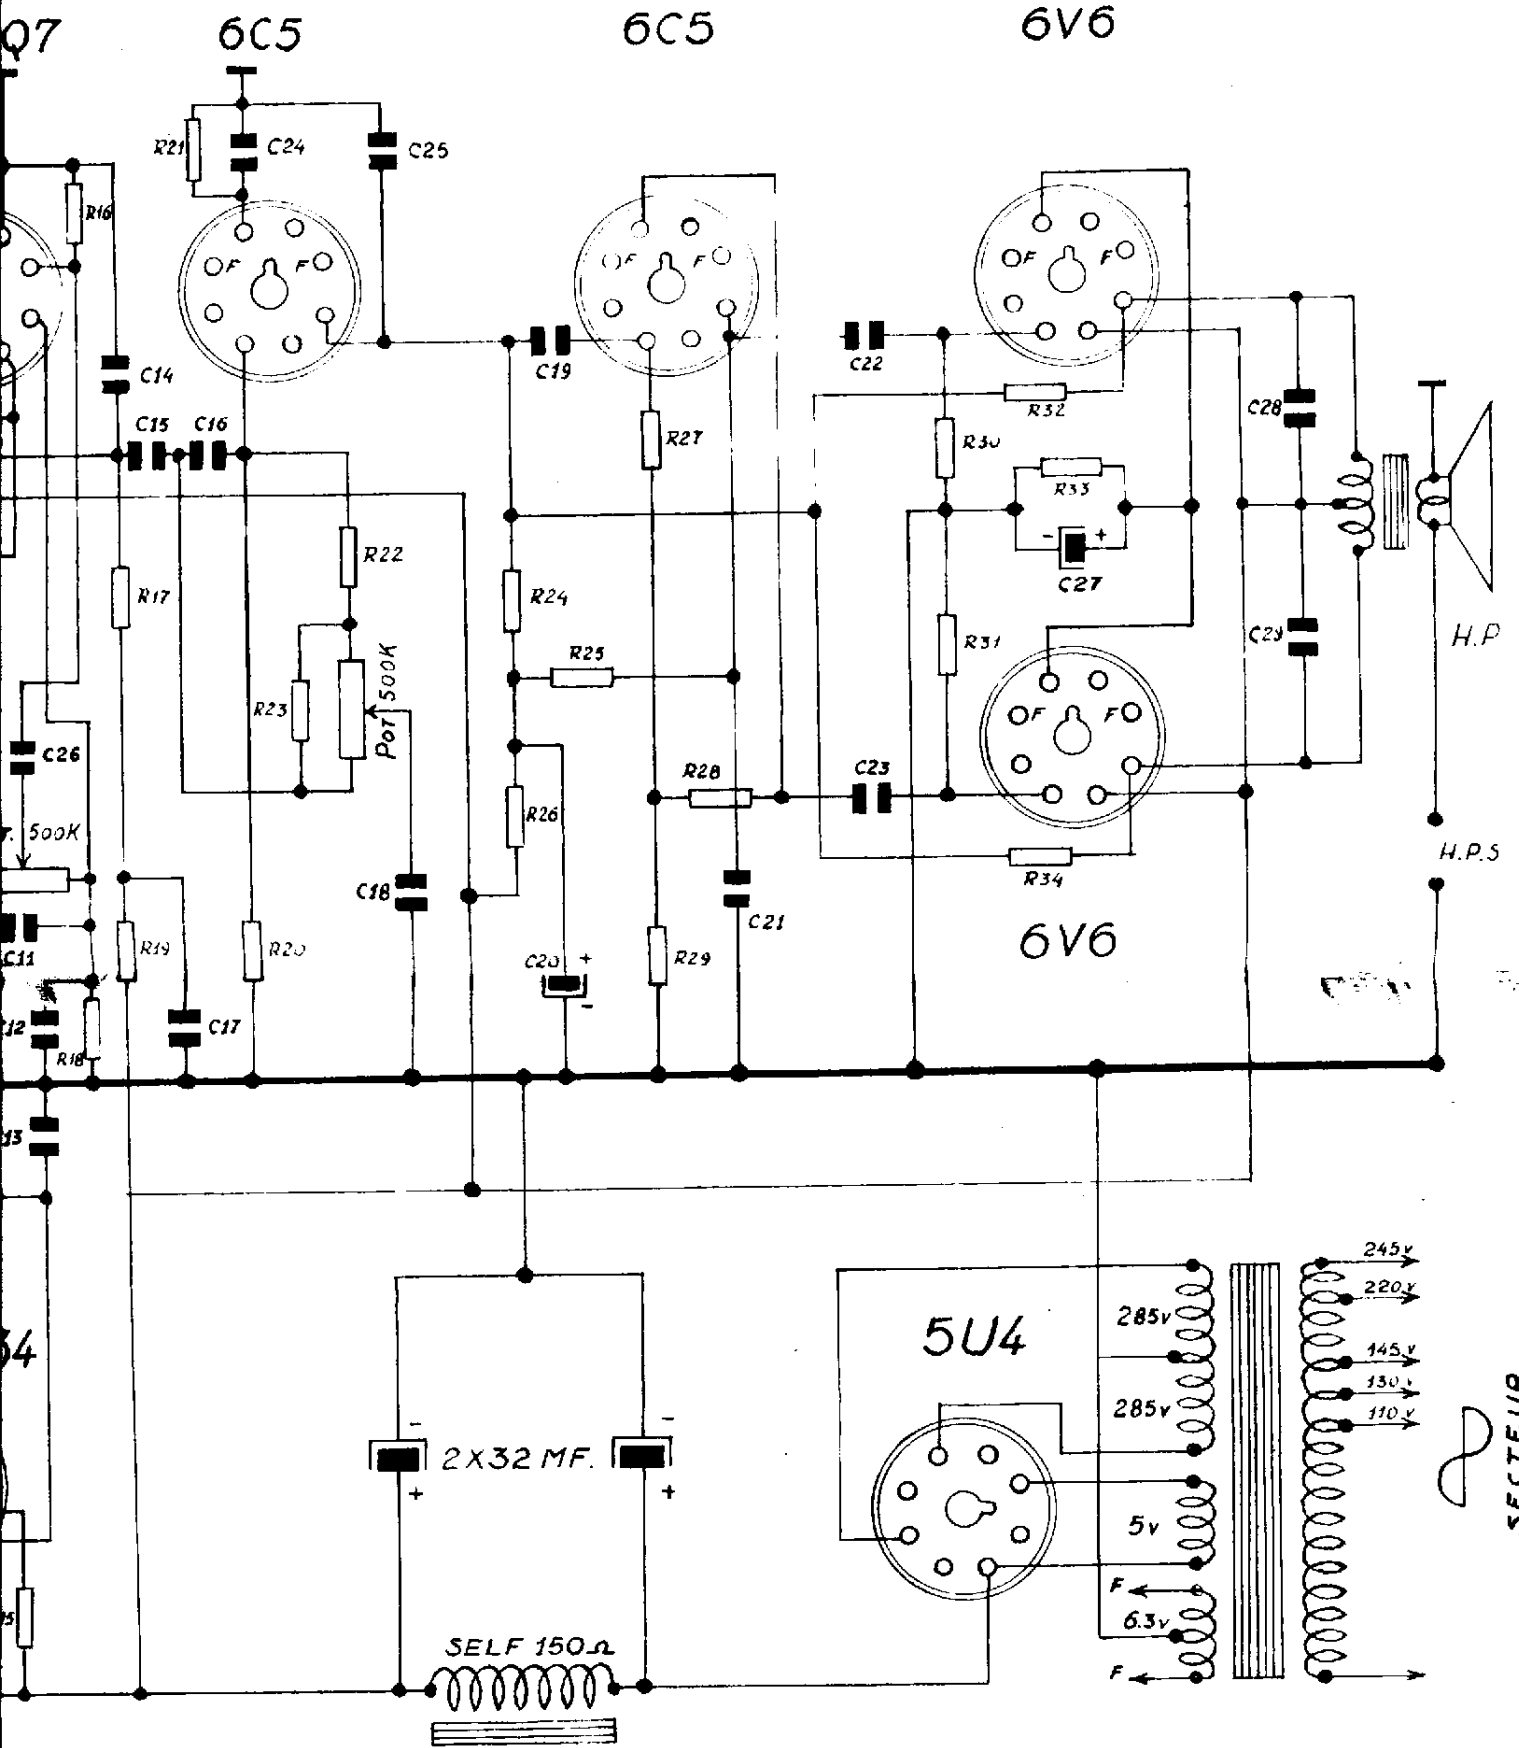 Q7 6C5 6C5 6V6
R21 C24 C25
R16
F F
F F
F F
C14
C19
C22
R32
C15 C16
R27
R30
C28
R33
- +
C27
R22
R17
R24
R31
C29
H.P
R25
R23
POT 500K
F F
C26
R28
C23
R26
500K
H.P.S
C18
R34
C21
R19
R20
6V6
C11
C20 +
-
R29
C17
R18
245v
220v
5U4
285v
145v
130v
110v
285v
SECTEUR
- -
2X32 MF.
+ +
5v
F
6.3v
SELF 150Ω
F